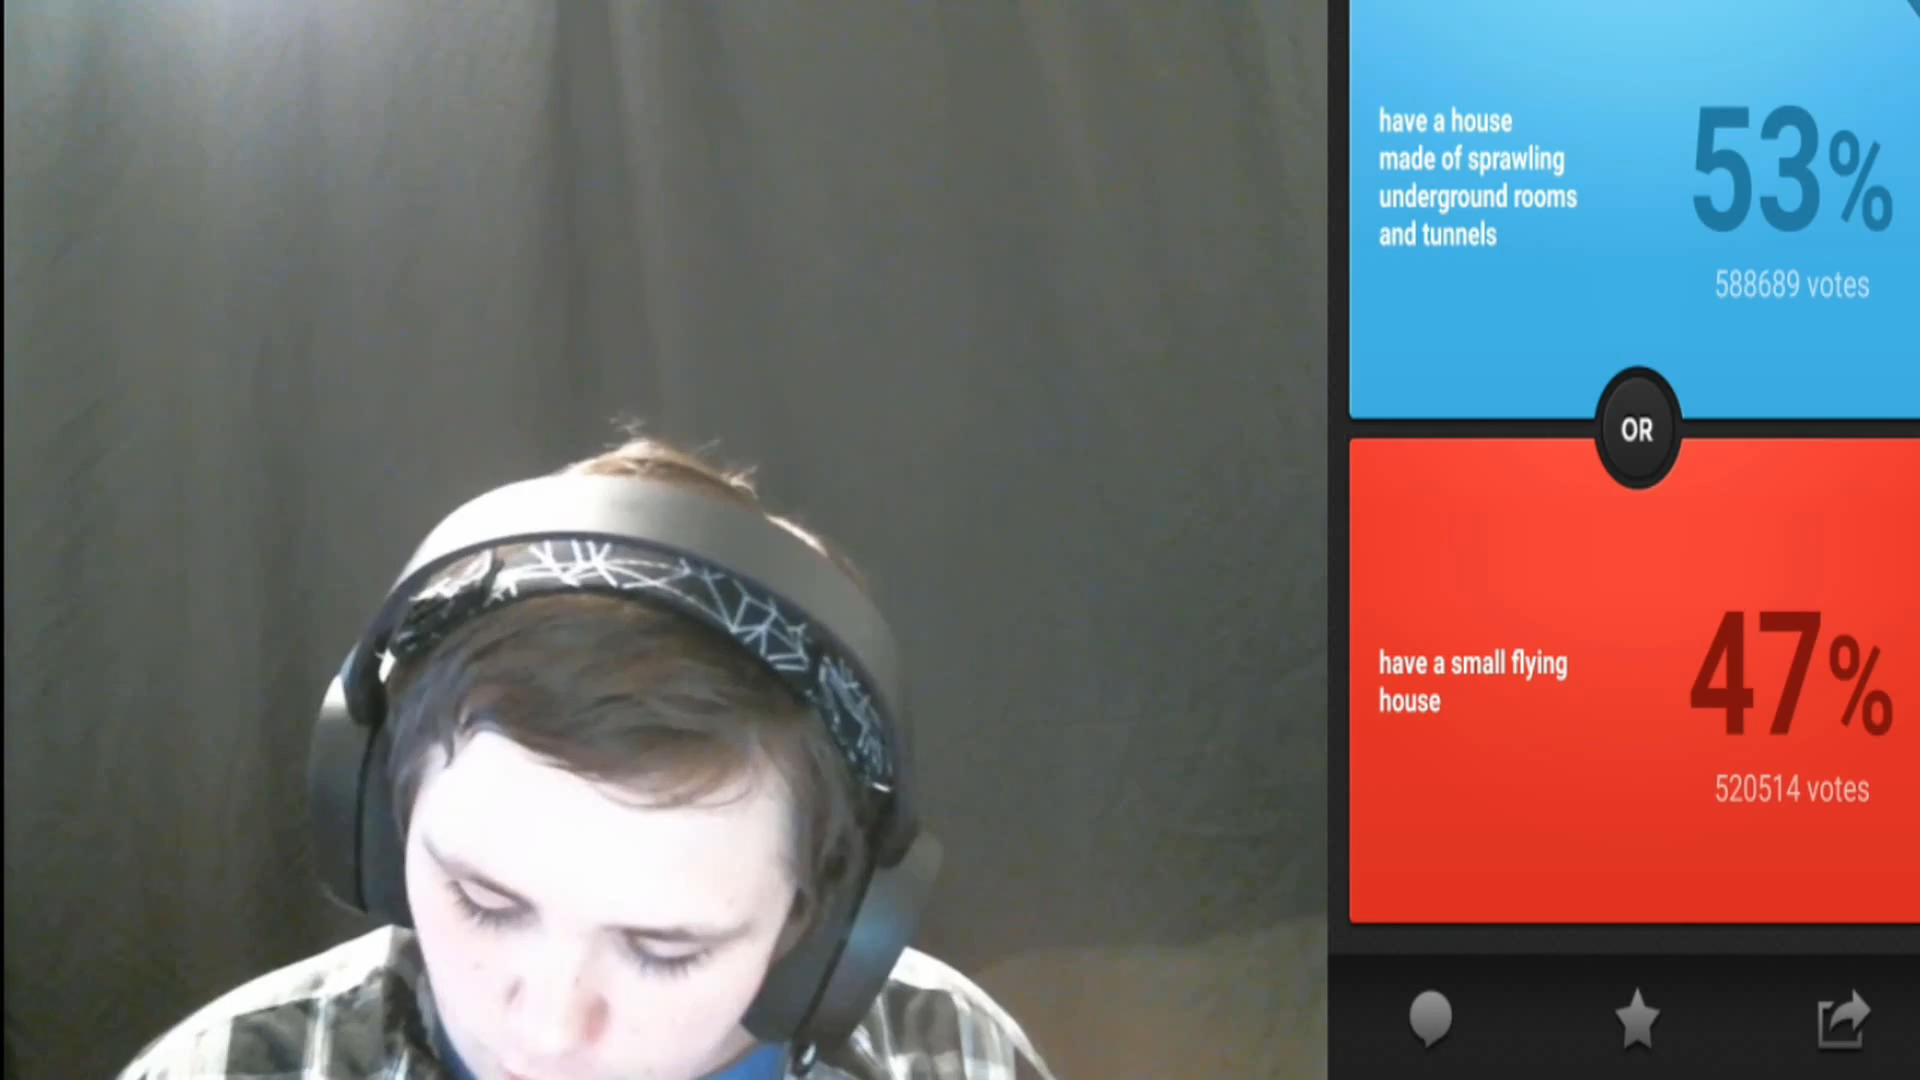 have a house
made of sprawling
underground rooms
and tunnels
53%
588689 votes
OR
have a small flying
house
47%
520514 votes